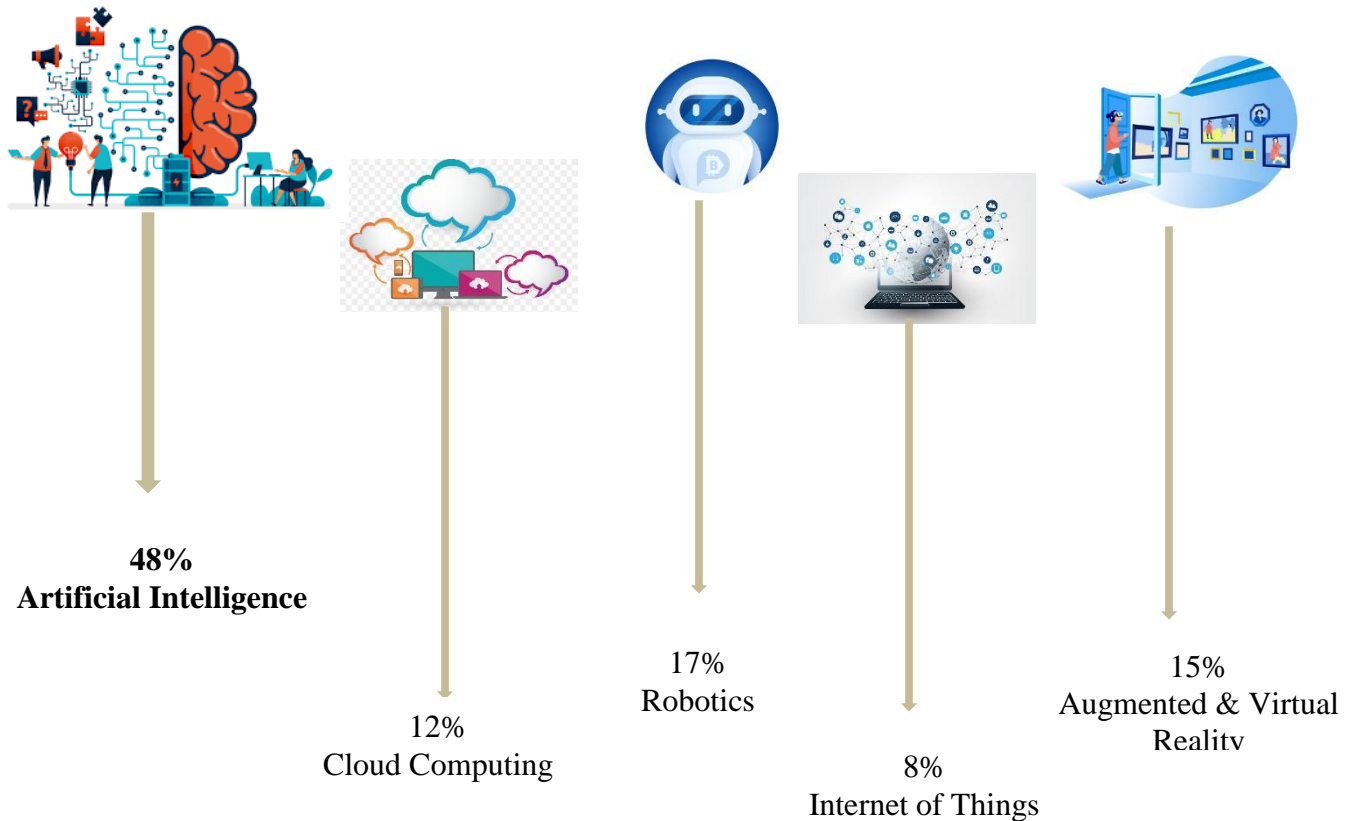 48%
Artificial Intelligence
12%
Cloud Computing
17%
Robotics
8%
Internet of Things
15%
Augmented & Virtual
Reality